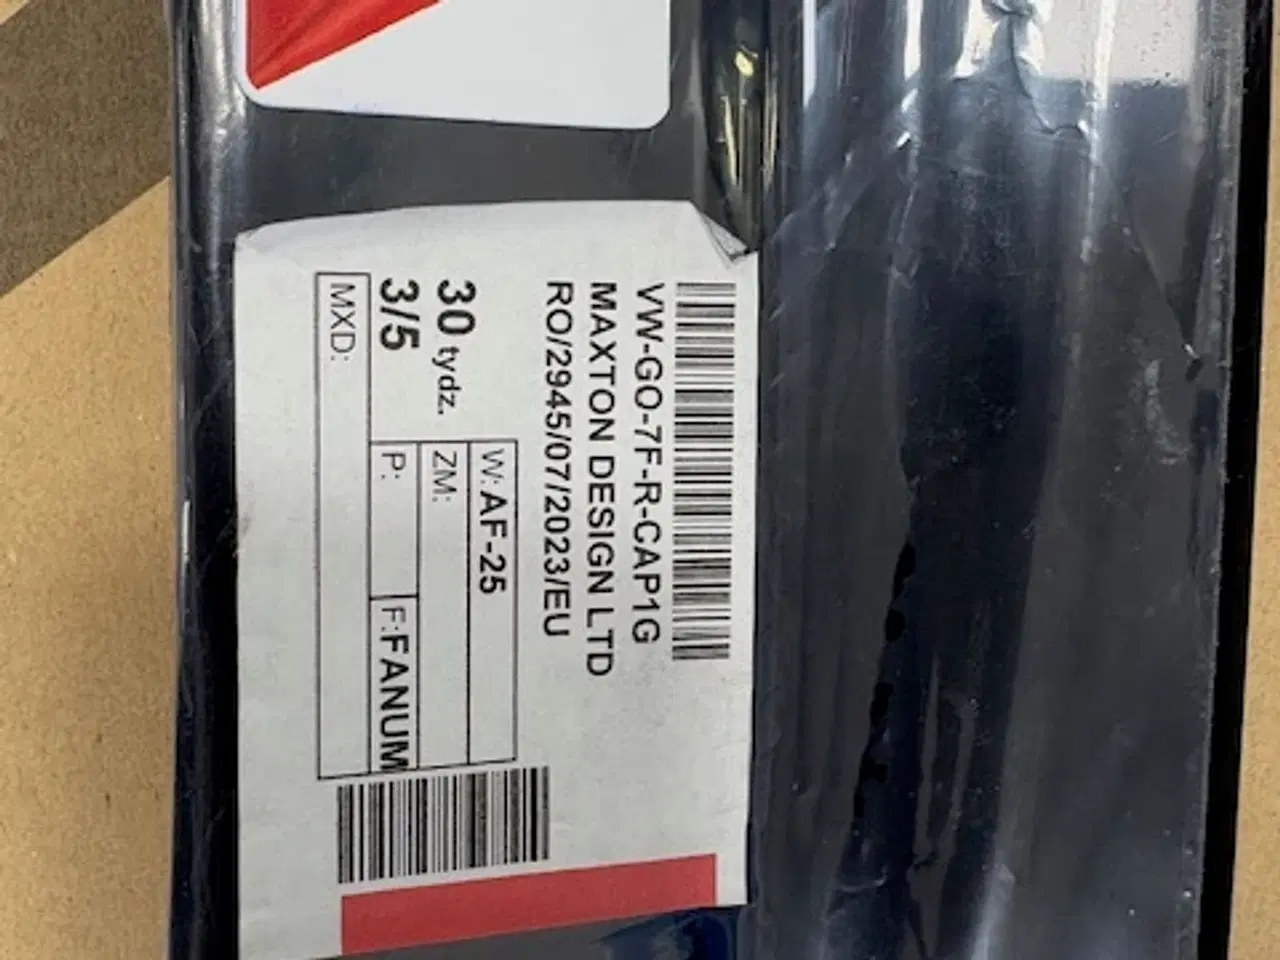 VW-GO-7F-R-CAP1G
MAXTON DESIGN LTD
RO/2945/07/2023/EU
30 tydz.
3/5
W: AF-25
ZM:
P:
F: FANUM
MXD: